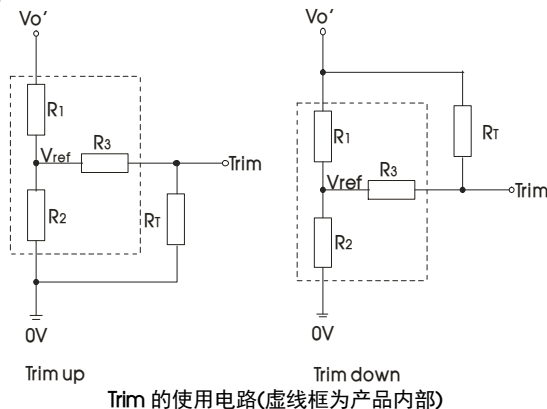 Vo'
R1
Vref
R3
Trim
R2
RT
0V
Trim up
Vo'
R1
RT
Vref
R3
Trim
R2
0V
Trim down
Trim 的使用电路(虚线框为产品内部)